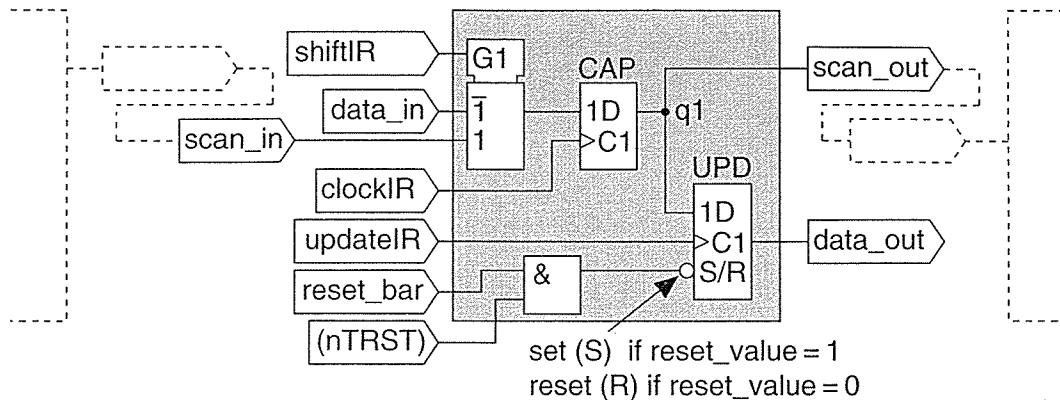 shiftIR
G1
CAP
scan_out
data_in
1̅
1D
q1
scan_in
1
C1
UPD
clockIR
1D
updateIR
C1
data_out
reset_bar
&
S/R
(nTRST)
set (S) if reset_value = 1
reset (R) if reset_value = 0